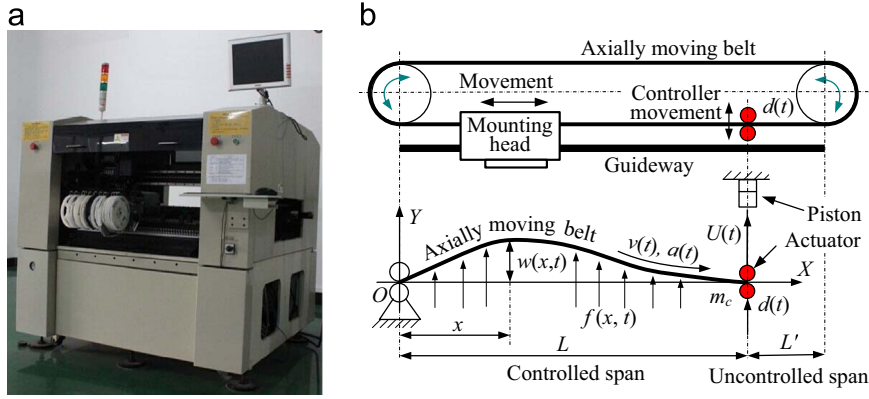 a
b
Axially moving belt
Movement
Controller
movement
d(t)
Mounting
head
Guideway
Piston
Y
Axially moving belt
v(t), a(t)
U(t)
Actuator
X
w(x,t)
O
m_c
d(t)
f(x, t)
x
L
L'
Controlled span
Uncontrolled span